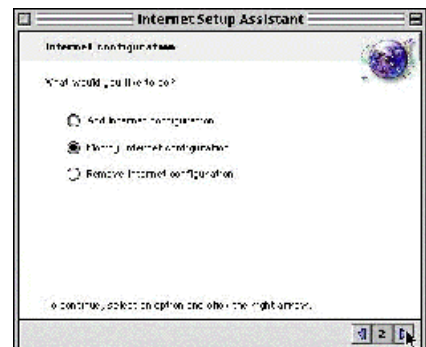 Internet Setup Assistant
Internet configuration
What would you like to do?
Add internet configuration
Modify internet configuration
Remove internet configuration
To continue, select an option and click the right arrow.
2